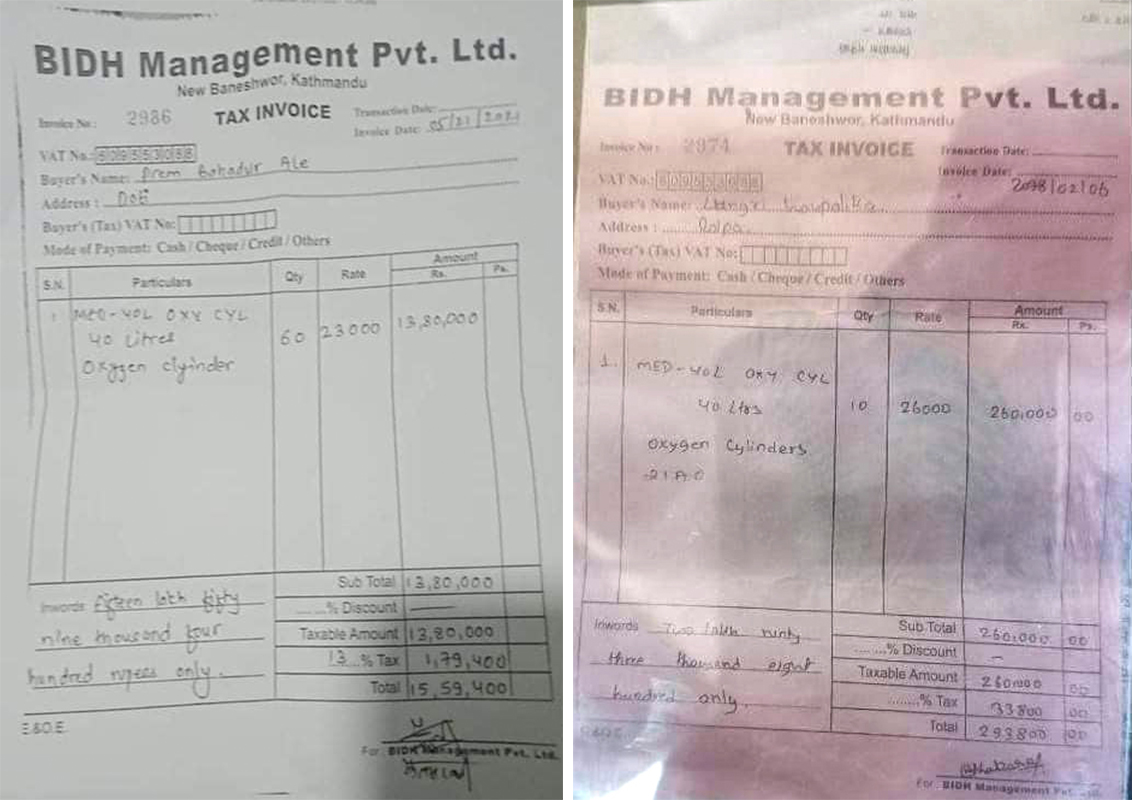 BIDH Management Pvt. Ltd.
New Baneshwor, Kathmandu
Invoice No: 2986
TAX INVOICE
Transaction Date:
Invoice Date: 05/21/2021
VAT No:
Buyer's Name: Prem Bahadur Ale
Address : Doti
Buyer's (Tax) VAT No:
Mode of Payment: Cash / Cheque / Credit / Others
S.N. Particulars Qty Rate Amount
Rs. Ps.
1 MED-40L OXY CYL 60 23000 13,80,000
40 Litres
Oxygen clyinder
Sub Total 13,80,000
Inwords fifteen lakh fifty
nine thousand four
hundred rupees only.
......% Discount —
Taxable Amount 13,80,000
13 % Tax 1,79,400
Total 15,59,400
E.&O.E.
For: BIDH Management Pvt. Ltd.
BIDH Management Pvt. Ltd.
New Baneshwor, Kathmandu
Invoice No: 2974
TAX INVOICE
Transaction Date:
Invoice Date:
2078/02/06
VAT No:
Buyer's Name:
Address : Rolpa
Buyer's (Tax) VAT No:
Mode of Payment: Cash / Cheque / Credit / Others
S.N. Particulars Qty Rate Amount
Rs. Ps.
1. MED-40L OXY CYL
40 Ltrs 10 26000 260,000 00
Oxygen Cylinders
Sub Total 260,000 00
Inwords Two lakh ninty
three thousand eight
hundred only.
........% Discount –
Taxable Amount 260000 00
........% Tax 33800 00
Total 293800 00
For: BIDH Management Pvt. Ltd.